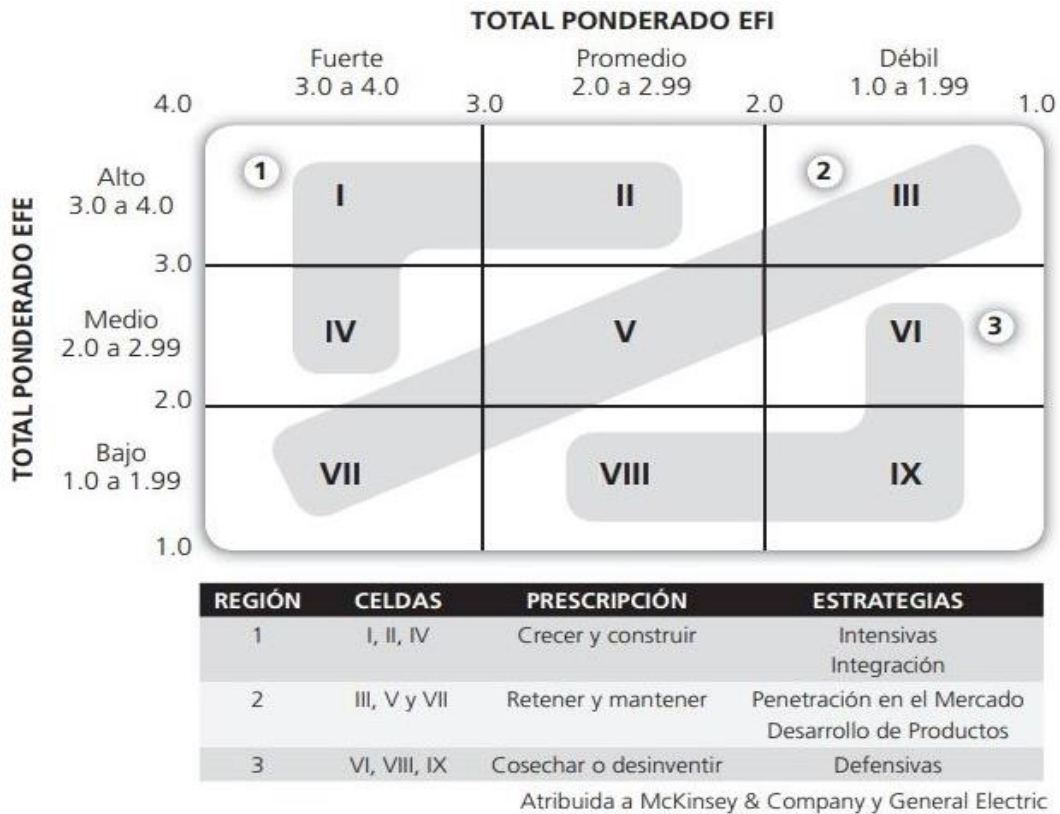 TOTAL PONDERADO EFI
Fuerte Promedio Débil
3.0 a 4.0 2.0 a 2.99 1.0 a 1.99
4.0 3.0 2.0 1.0
TOTAL PONDERADO EFE
1 2
Alto
3.0 a 4.0
I II III
3.0
Medio
2.0 a 2.99
IV V VI 3
2.0
Bajo
1.0 a 1.99
VII VIII IX
1.0
REGIÓN CELDAS PRESCRIPCIÓN ESTRATEGIAS
1 I, II, IV Crecer y construir Intensivas
Integración
2 III, V y VII Retener y mantener Penetración en el Mercado
Desarrollo de Productos
3 VI, VIII, IX Cosechar o desinventir Defensivas
Atribuida a McKinsey & Company y General Electric